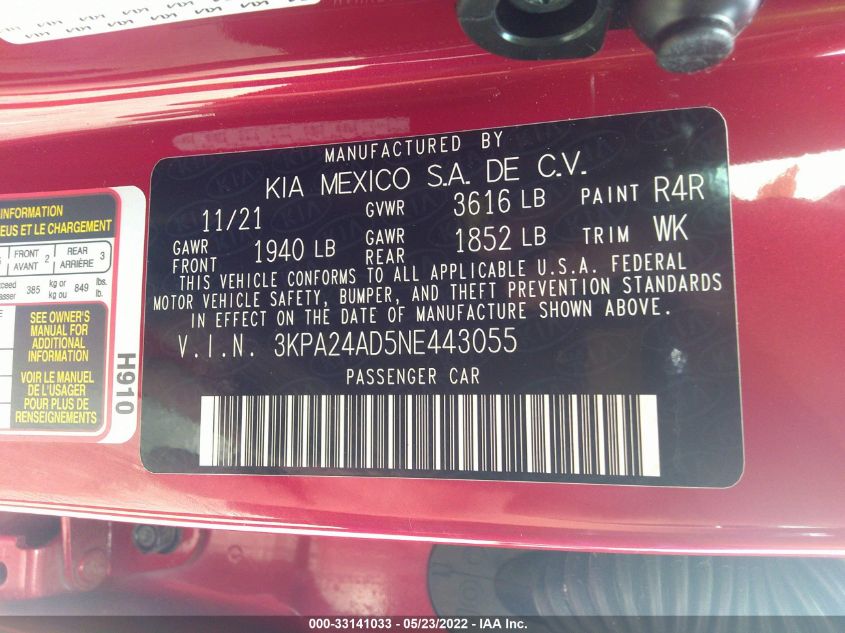 MANUFACTURED BY
KIA MEXICO S.A. DE C.V.
11/21 GVWR 3616 LB PAINT R4R
GAWR FRONT 1940 LB GAWR REAR 1852 LB TRIM WK
THIS VEHICLE CONFORMS TO ALL APPLICABLE U.S.A. FEDERAL
MOTOR VEHICLE SAFETY, BUMPER, AND THEFT PREVENTION STANDARDS
IN EFFECT ON THE DATE OF MANUFACTURE SHOWN ABOVE.
V.I.N. 3KPA24AD5NE443055
PASSENGER CAR
INFORMATION
EUS ET LE CHARGEMENT
FRONT AVANT 2 REAR ARRIÈRE 3
385 kg or kg ou 849 lbs. lb.
SEE OWNER'S
MANUAL FOR
ADDITIONAL
INFORMATION
VOIR LE MANUEL
DE L'USAGER
POUR PLUS DE
RENSEIGNEMENTS
H910
000-33141033 - 05/23/2022 - IAA Inc.